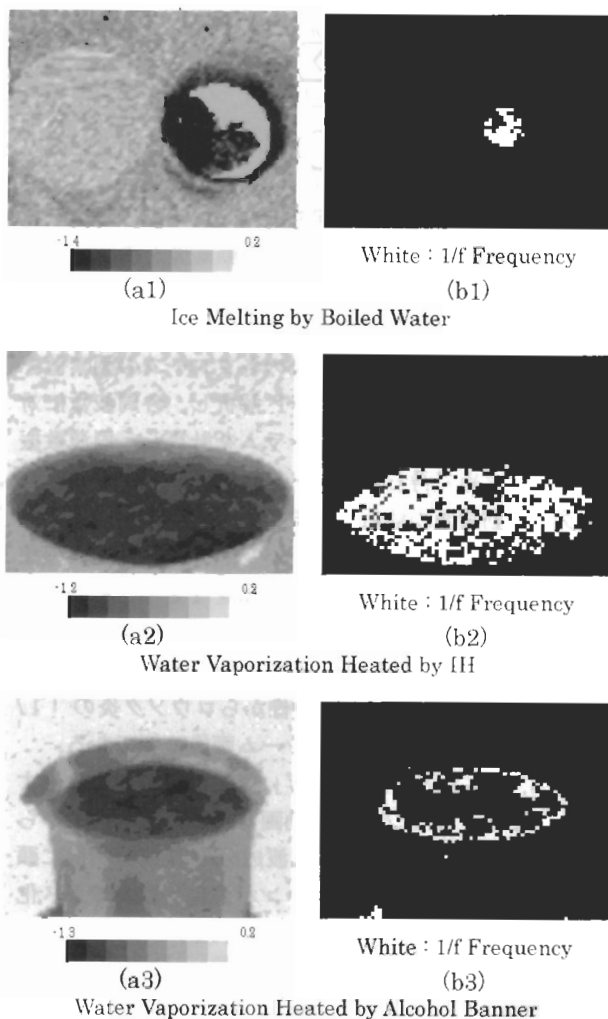 -1.4 0.2
(a1)
White : 1/f Frequency
(b1)
Ice Melting by Boiled Water
-1.2 0.2
(a2)
White : 1/f Frequency
(b2)
Water Vaporization Heated by IH
-1.3 0.2
(a3)
White : 1/f Frequency
(b3)
Water Vaporization Heated by Alcohol Banner